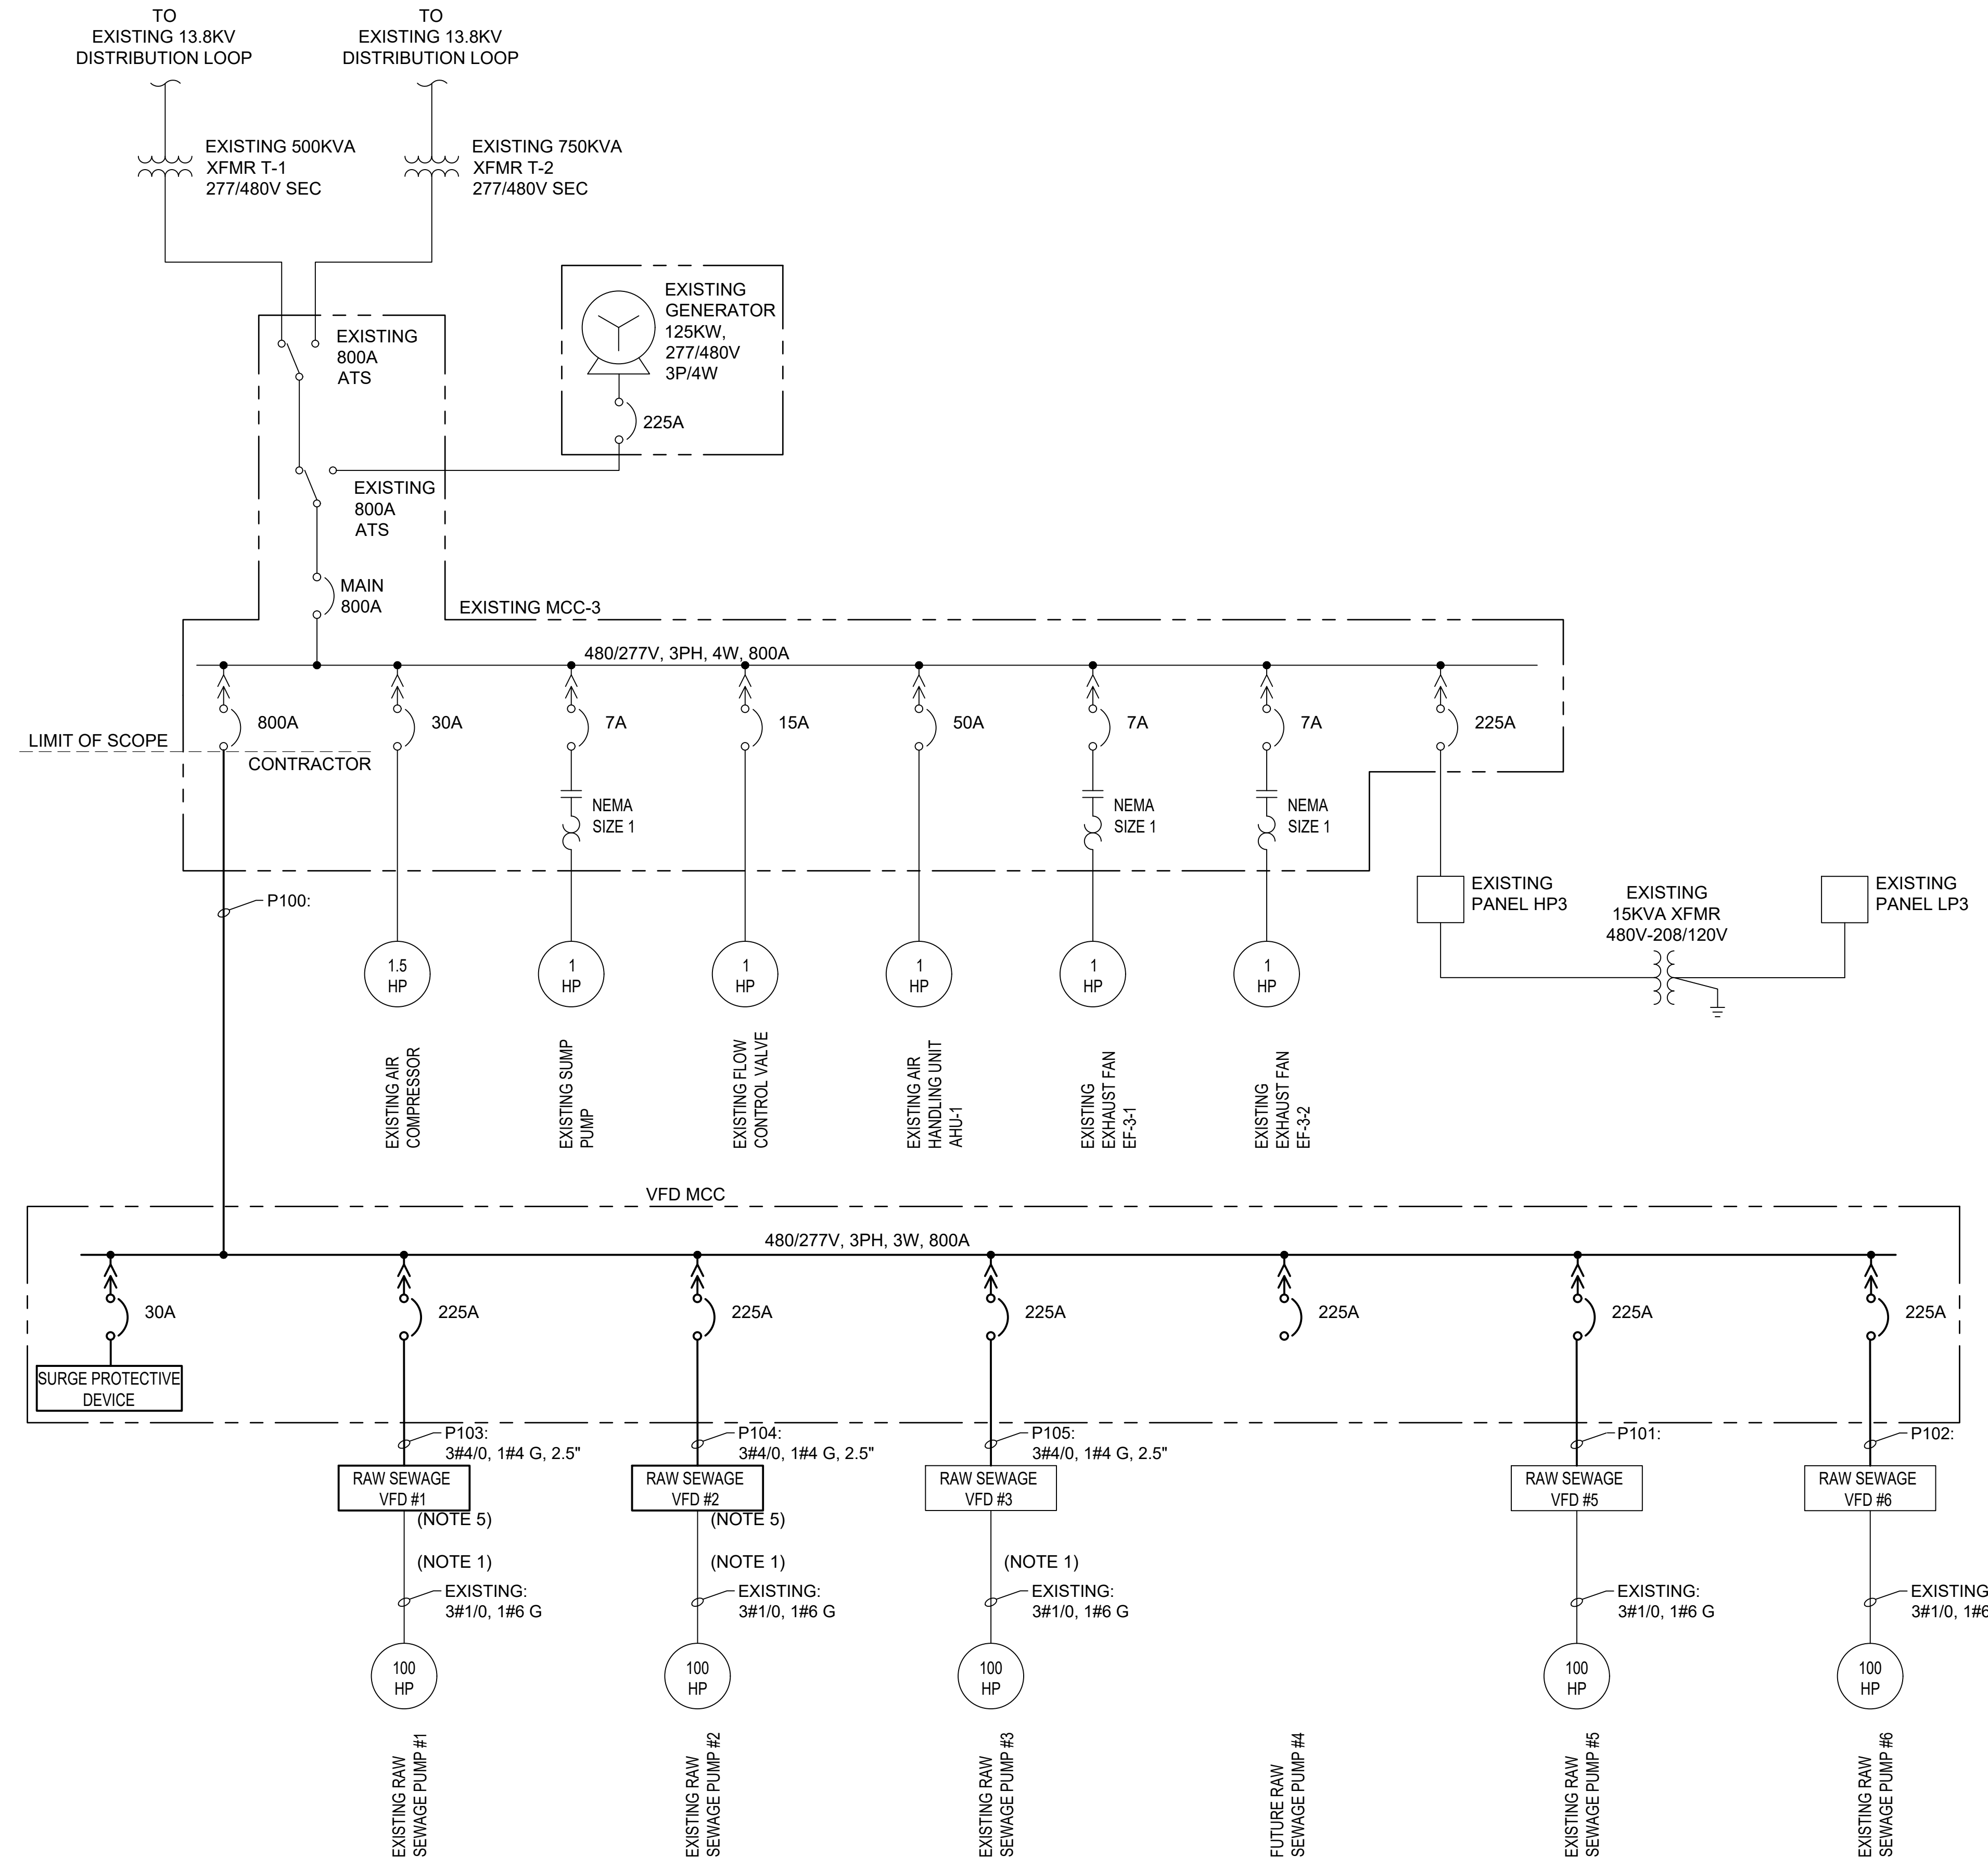 TO
EXISTING 13.8KV
DISTRIBUTION LOOP
TO
EXISTING 13.8KV
DISTRIBUTION LOOP
EXISTING 500KVA
XFMR T-1
277/480V SEC
EXISTING 750KVA
XFMR T-2
277/480V SEC
EXISTING
GENERATOR
125KW,
277/480V
3P/4W
225A
EXISTING
800A
ATS
EXISTING
800A
ATS
MAIN
800A
EXISTING MCC-3
480/277V, 3PH, 4W, 800A
800A
30A
7A
15A
50A
7A
7A
225A
LIMIT OF SCOPE
CONTRACTOR
NEMA
SIZE 1
NEMA
SIZE 1
NEMA
SIZE 1
P100:
EXISTING
PANEL HP3
EXISTING
15KVA XFMR
480V-208/120V
EXISTING
PANEL LP3
1.5
HP
1
HP
1
HP
1
HP
1
HP
1
HP
EXISTING AIR
COMPRESSOR
EXISTING SUMP
PUMP
EXISTING FLOW
CONTROL VALVE
EXISTING AIR
HANDLING UNIT
AHU-1
EXISTING
EXHAUST FAN
EF-3-1
EXISTING
EXHAUST FAN
EF-3-2
VFD MCC
480/277V, 3PH, 3W, 800A
30A
225A
225A
225A
225A
225A
225A
SURGE PROTECTIVE
DEVICE
P103:
3#4/0, 1#4 G, 2.5"
P104:
3#4/0, 1#4 G, 2.5"
P105:
3#4/0, 1#4 G, 2.5"
P101:
P102:
RAW SEWAGE
VFD #1
RAW SEWAGE
VFD #2
RAW SEWAGE
VFD #3
RAW SEWAGE
VFD #5
RAW SEWAGE
VFD #6
(NOTE 5)
(NOTE 5)
(NOTE 1)
(NOTE 1)
(NOTE 1)
EXISTING:
3#1/0, 1#6 G
EXISTING:
3#1/0, 1#6 G
EXISTING:
3#1/0, 1#6 G
EXISTING:
3#1/0, 1#6 G
EXISTING
3#1/0, 1#6
100
HP
100
HP
100
HP
100
HP
100
HP
EXISTING RAW
SEWAGE PUMP #1
EXISTING RAW
SEWAGE PUMP #2
EXISTING RAW
SEWAGE PUMP #3
FUTURE RAW
SEWAGE PUMP #4
EXISTING RAW
SEWAGE PUMP #5
EXISTING RAW
SEWAGE PUMP #6